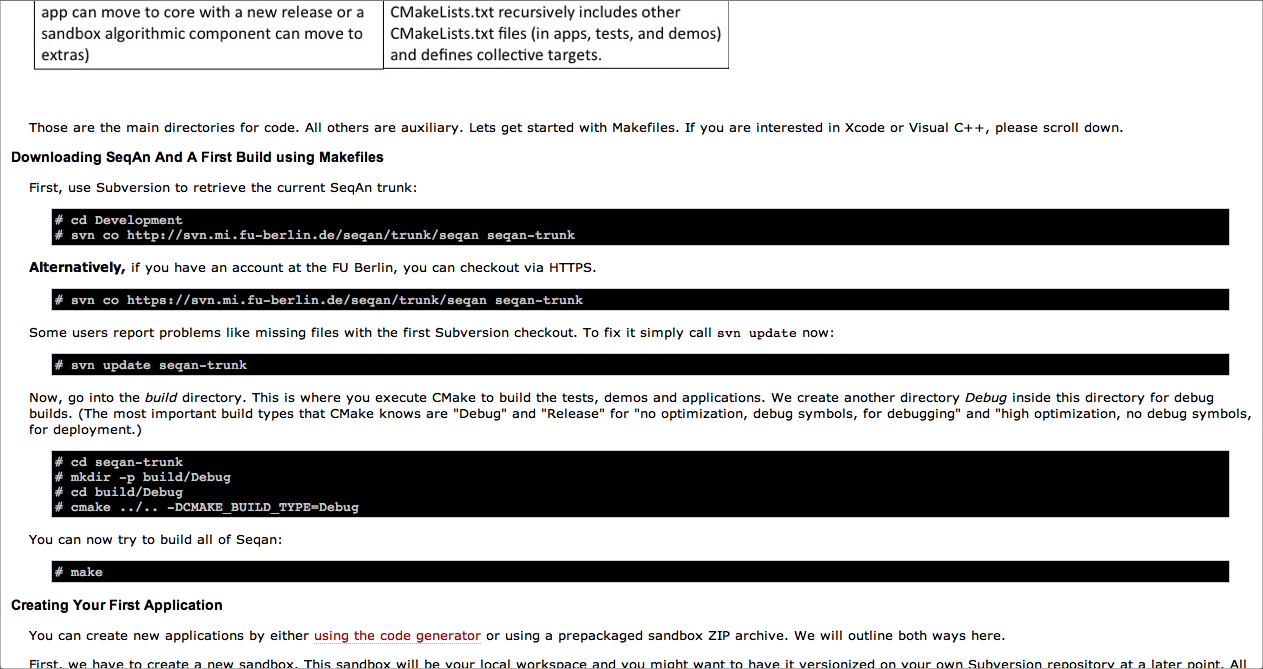 app can move to core with a new release or a
sandbox algorithmic component can move to
extras)
CMakeLists.txt recursively includes other
CMakeLists.txt files (in apps, tests, and demos)
and defines collective targets.
Those are the main directories for code. All others are auxiliary. Lets get started with Makefiles. If you are interested in Xcode or Visual C++, please scroll down.
Downloading SeqAn And A First Build using Makefiles
First, use Subversion to retrieve the current SeqAn trunk:
# cd Development
# svn co http://svn.mi.fu-berlin.de/seqan/trunk/seqan seqan-trunk
Alternatively, if you have an account at the FU Berlin, you can checkout via HTTPS.
# svn co https://svn.mi.fu-berlin.de/seqan/trunk/seqan seqan-trunk
Some users report problems like missing files with the first Subversion checkout. To fix it simply call svn update now:
# svn update seqan-trunk
Now, go into the build directory. This is where you execute CMake to build the tests, demos and applications. We create another directory Debug inside this directory for debug
builds. (The most important build types that CMake knows are "Debug" and "Release" for "no optimization, debug symbols, for debugging" and "high optimization, no debug symbols,
for deployment.)
# cd seqan-trunk
# mkdir -p build/Debug
# cd build/Debug
# cmake ../.. -DCMAKE_BUILD_TYPE=Debug
You can now try to build all of Seqan:
# make
Creating Your First Application
You can create new applications by either using the code generator or using a prepackaged sandbox ZIP archive. We will outline both ways here.
First, we have to create a new sandbox. This sandbox will be your local workspace and you might want to have it versionized on your own Subversion repository at a later point. All